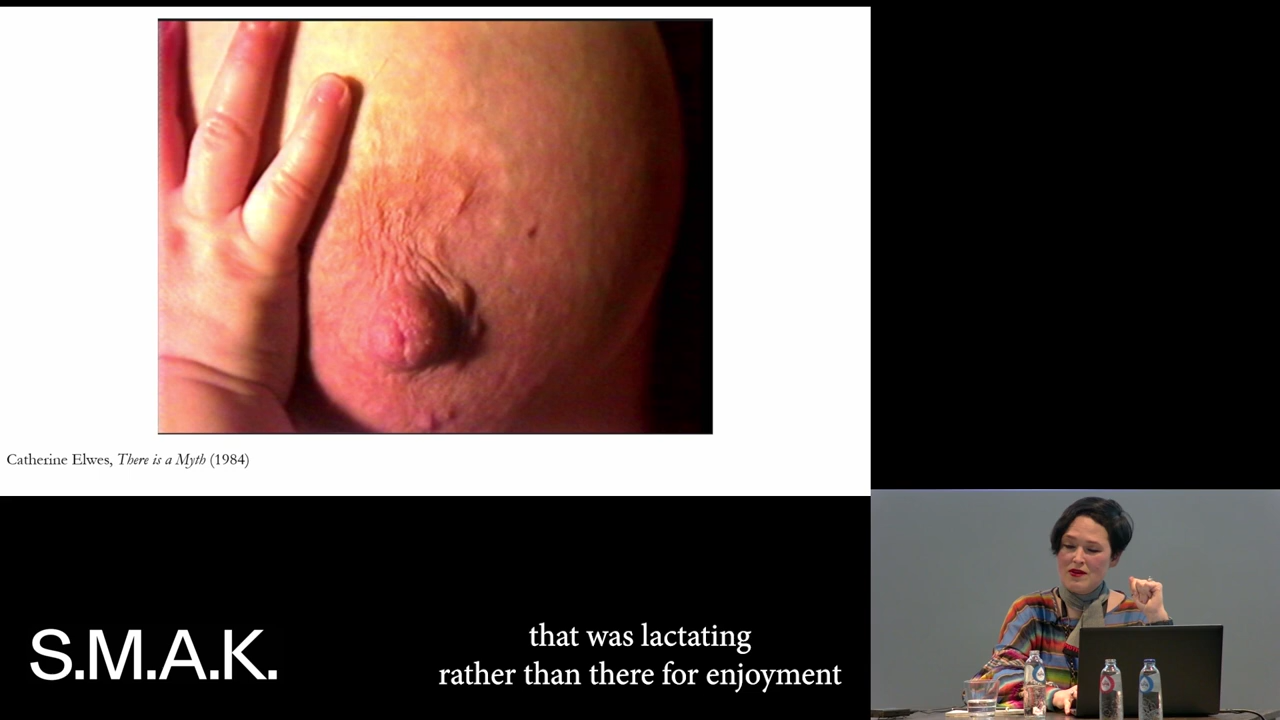 Catherine Elwes, There is a Myth (1984)
S.M.A.K.
that was lactating
rather than there for enjoyment